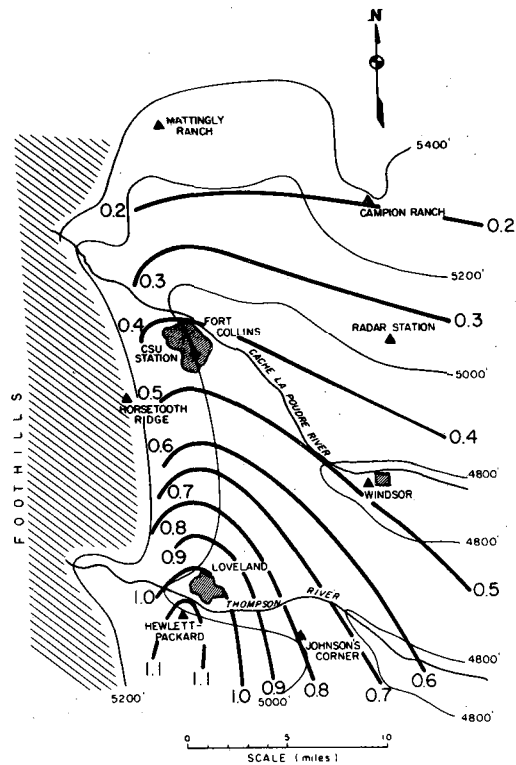 N
MATTINGLY
RANCH
5400'
0.2
CAMPION RANCH
0.2
5200'
0.3
0.3
0.4
FORT
COLLINS
RADAR STATION
CSU
STATION
CACHE LA POUDRE RIVER
5000'
0.5
HORSETOOTH
RIDGE
0.4
FOOTHILLS
0.6
4800'
0.7
WINDSOR
0.8
4800'
0.9
0.5
LOVELAND
1.0
THOMPSON RIVER
HEWLETT-
PACKARD
JOHNSON'S
CORNER
4800'
1.1
1.1
1.0
0.9
0.8
0.7
0.6
5200'
5000'
4800'
0 5 10
SCALE (miles)